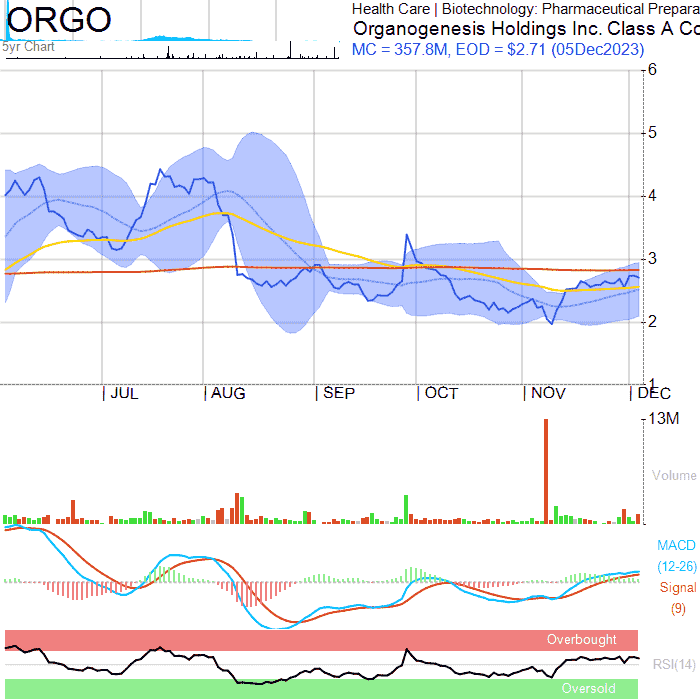 ORGO
Health Care | Biotechnology: Pharmaceutical Prepara
Organogenesis Holdings Inc. Class A Co
MC = 357.8M, EOD = $2.71 (05Dec2023)
5yr Chart
6
5
4
3
2
1
JUL AUG SEP OCT NOV DEC
13M
Volume
MACD
(12-26)
Signal
(9)
Overbought
RSI(14)
Oversold